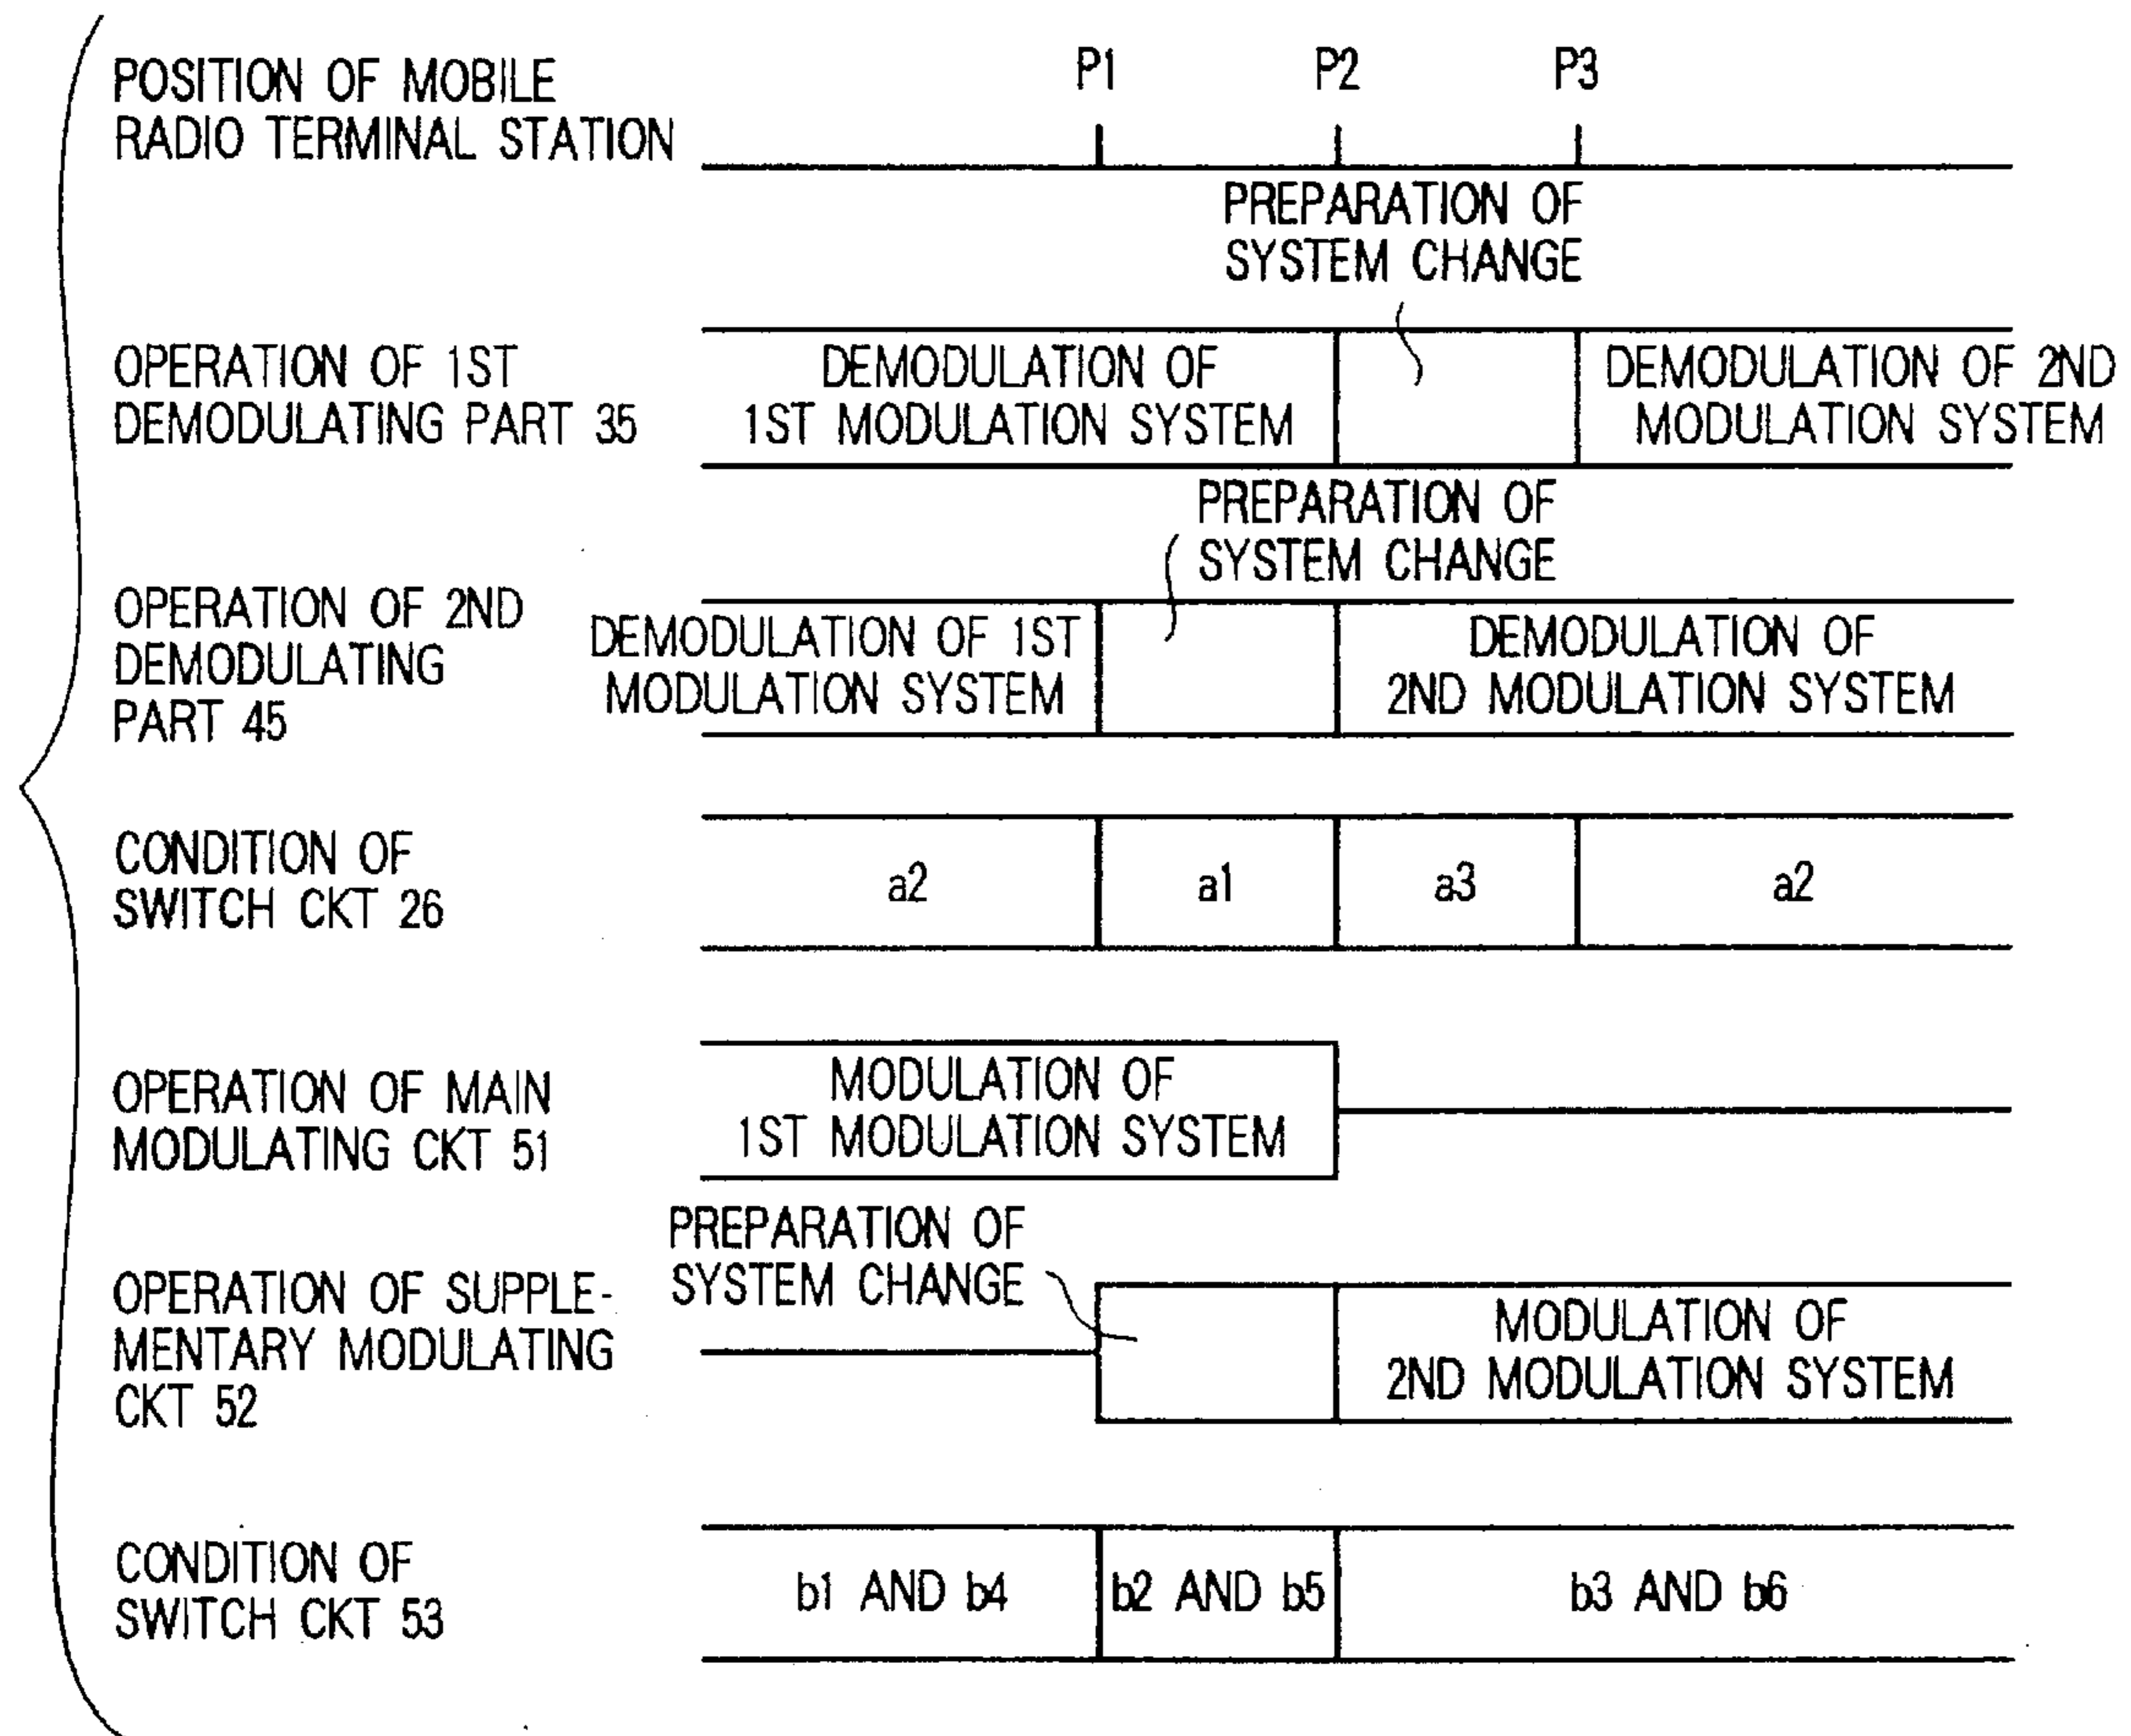 POSITION OF MOBILE
RADIO TERMINAL STATION
P1
P2
P3
PREPARATION OF
SYSTEM CHANGE
OPERATION OF 1ST
DEMODULATING PART 35
DEMODULATION OF
1ST MODULATION SYSTEM
DEMODULATION OF 2ND
MODULATION SYSTEM
PREPARATION OF
SYSTEM CHANGE
OPERATION OF 2ND
DEMODULATING
PART 45
DEMODULATION OF 1ST
MODULATION SYSTEM
DEMODULATION OF
2ND MODULATION SYSTEM
CONDITION OF
SWITCH CKT 26
a2
a1
a3
a2
OPERATION OF MAIN
MODULATING CKT 51
MODULATION OF
1ST MODULATION SYSTEM
PREPARATION OF
SYSTEM CHANGE
OPERATION OF SUPPLE-
MENTARY MODULATING
CKT 52
MODULATION OF
2ND MODULATION SYSTEM
CONDITION OF
SWITCH CKT 53
b1 AND b4
b2 AND b5
b3 AND b6